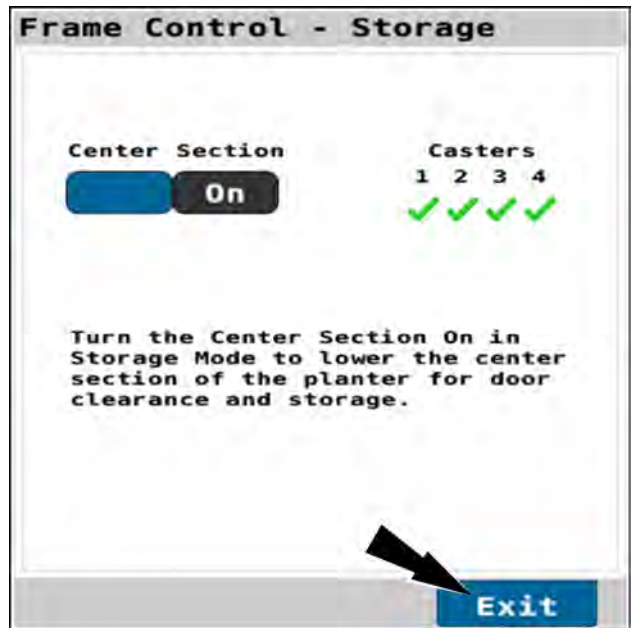 Frame Control - Storage
Center Section
Casters
1 2 3 4
On
Turn the Center Section On in
Storage Mode to lower the center
section of the planter for door
clearance and storage.
Exit